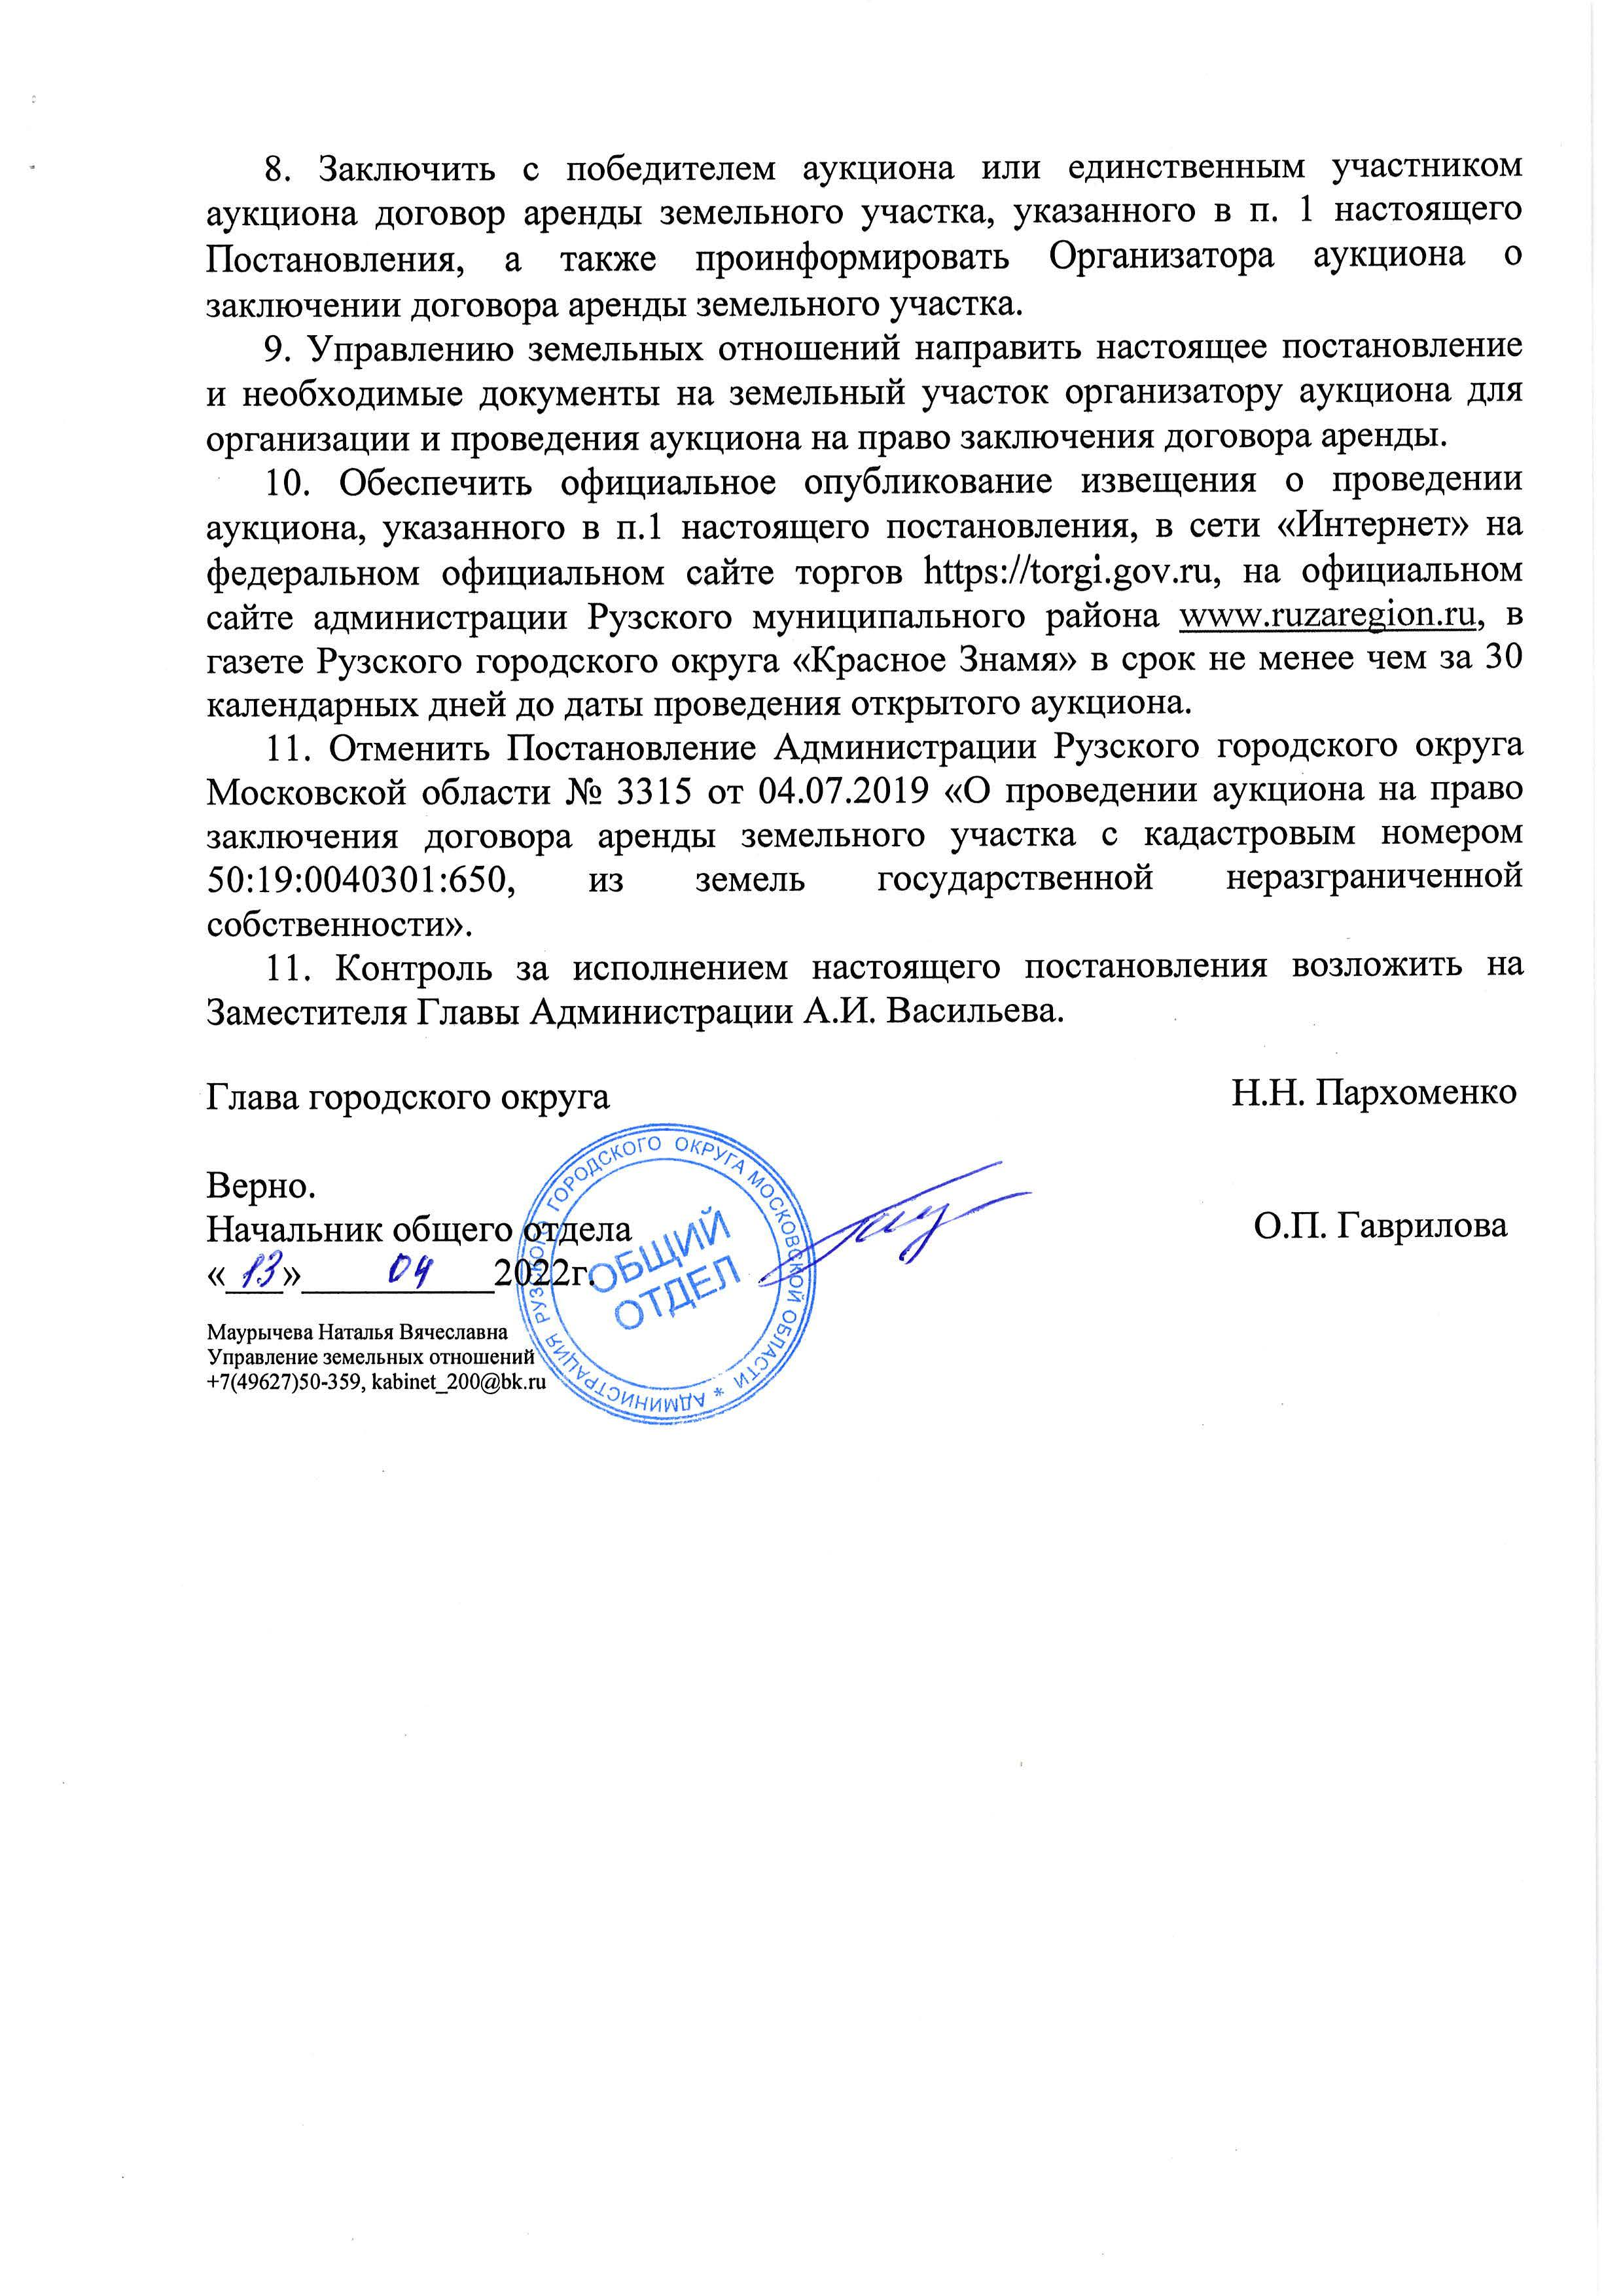 8. Заключить с победителем аукциона или единственным участником
аукциона договор аренды земельного участка, указанного в п. 1 настоящего
Постановления, а также проинформировать Организатора аукциона о
заключении договора аренды земельного участка.
9. Управлению земельных отношений направить настоящее постановление
и необходимые документы на земельный участок организатору аукциона для
организации и проведения аукциона на право заключения договора аренды.
10. Обеспечить официальное опубликование извещения о проведении
аукциона, указанного в п.1 настоящего постановления, в сети «Интернет» на
федеральном официальном сайте торгов https://torgi.gov.ru, на официальном
сайте администрации Рузского муниципального района www.ruzaregion.ru, в
газете Рузского городского округа «Красное Знамя» в срок не менее чем за 30
календарных дней до даты проведения открытого аукциона.
11. Отменить Постановление Администрации Рузского городского округа
Московской области № 3315 от 04.07.2019 «О проведении аукциона на право
заключения договора аренды земельного участка с кадастровым номером
50:19:0040301:650, из земель государственной неразграниченной
собственности».
11. Контроль за исполнением настоящего постановления возложить на
Заместителя Главы Администрации А.И. Васильева.
Глава городского округа Н.Н. Пархоменко
Верно.
Начальник общего отдела О.П. Гаврилова
«13» 04 2022г.
АДМИНИСТРАЦИЯ РУЗСКОГО ГОРОДСКОГО ОКРУГА МОСКОВСКОЙ ОБЛАСТИ *
ОБЩИЙ
ОТДЕЛ
Маурычева Наталья Вячеславна
Управление земельных отношений
+7(49627)50-359, kabinet_200@bk.ru